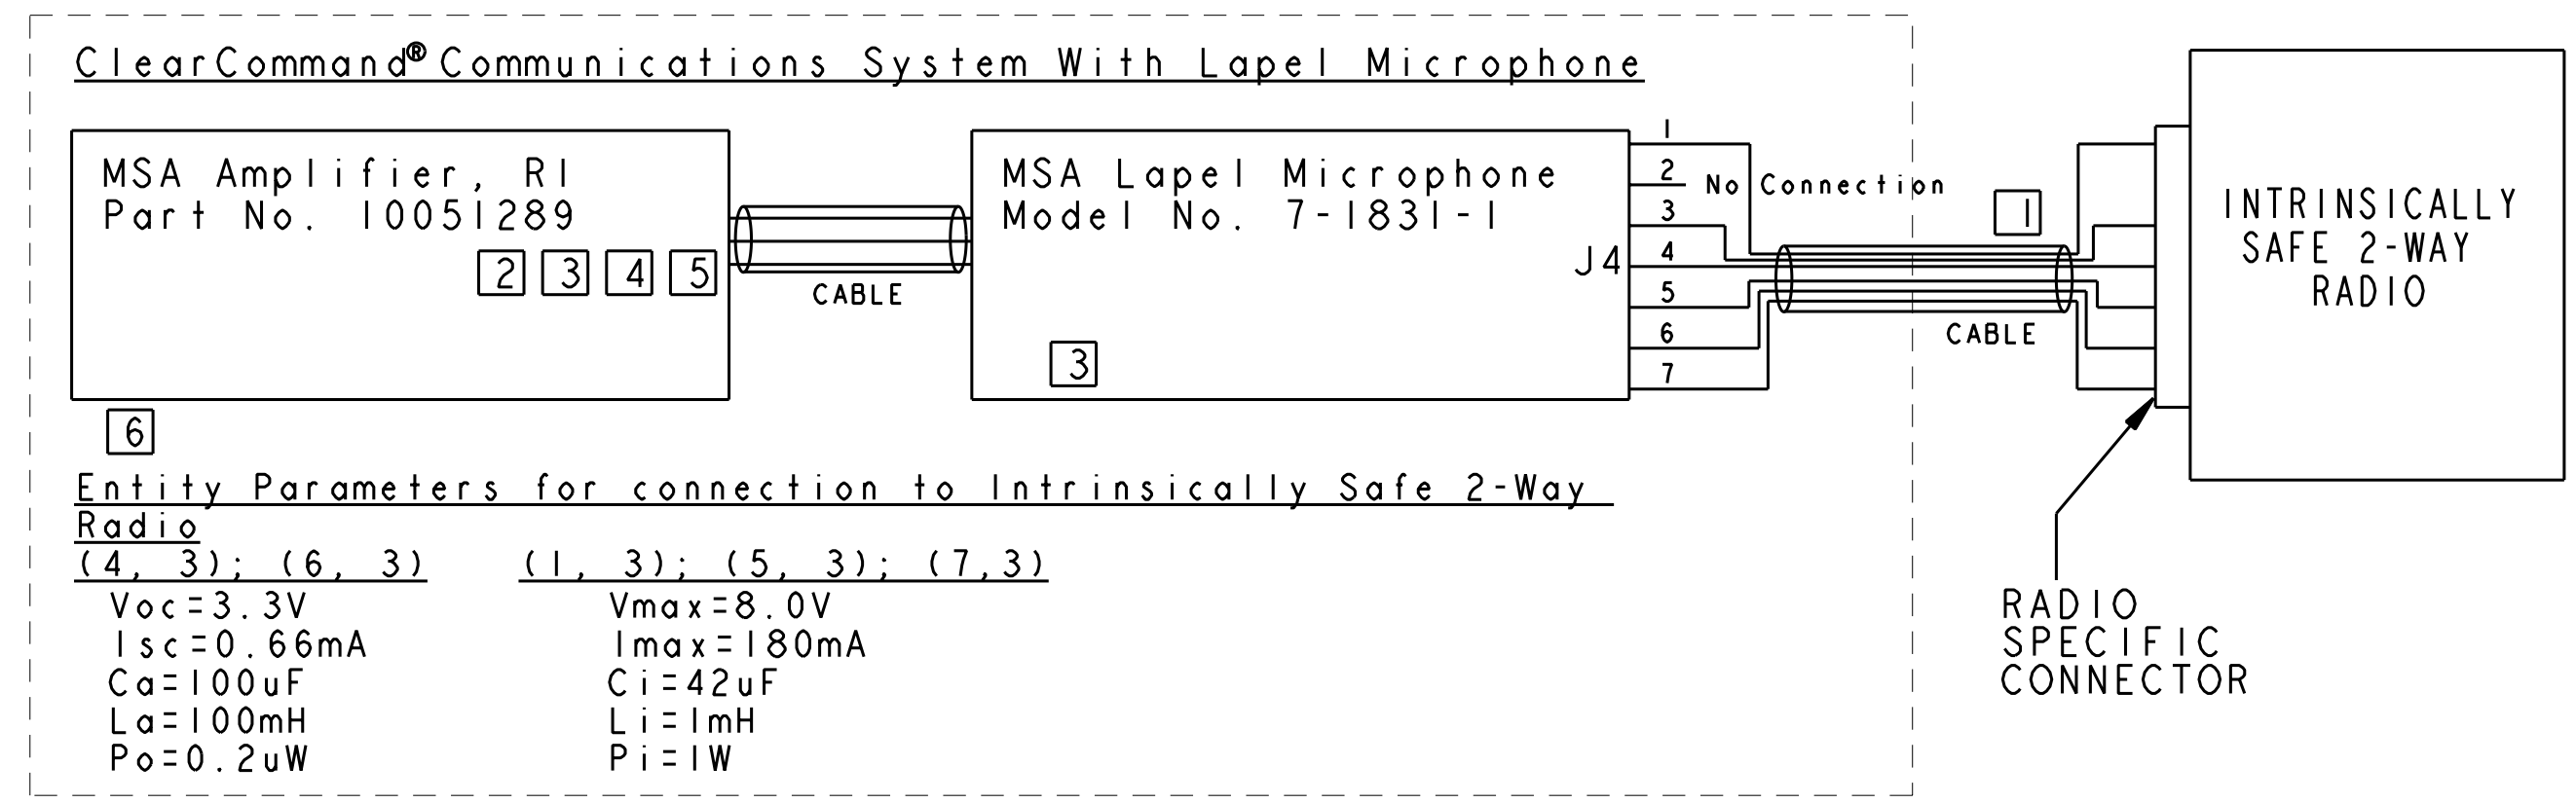 ClearCommand® Communications System With Lapel Microphone
MSA Amplifier, RI
Part No. 10051289
2 3 4 5
CABLE
MSA Lapel Microphone
Model No. 7-1831-1
3
J4
1
2
No Connection
3
4
5
6
7
1
CABLE
INTRINSICALLY
SAFE 2-WAY
RADIO
6
Entity Parameters for connection to Intrinsically Safe 2-Way
Radio
(4, 3); (6, 3)
Voc=3.3V
Isc=0.66mA
Ca=100uF
La=100mH
Po=0.2uW
(1, 3); (5, 3); (7,3)
Vmax=8.0V
Imax=180mA
Ci=42uF
Li=1mH
Pi=1W
RADIO
SPECIFIC
CONNECTOR